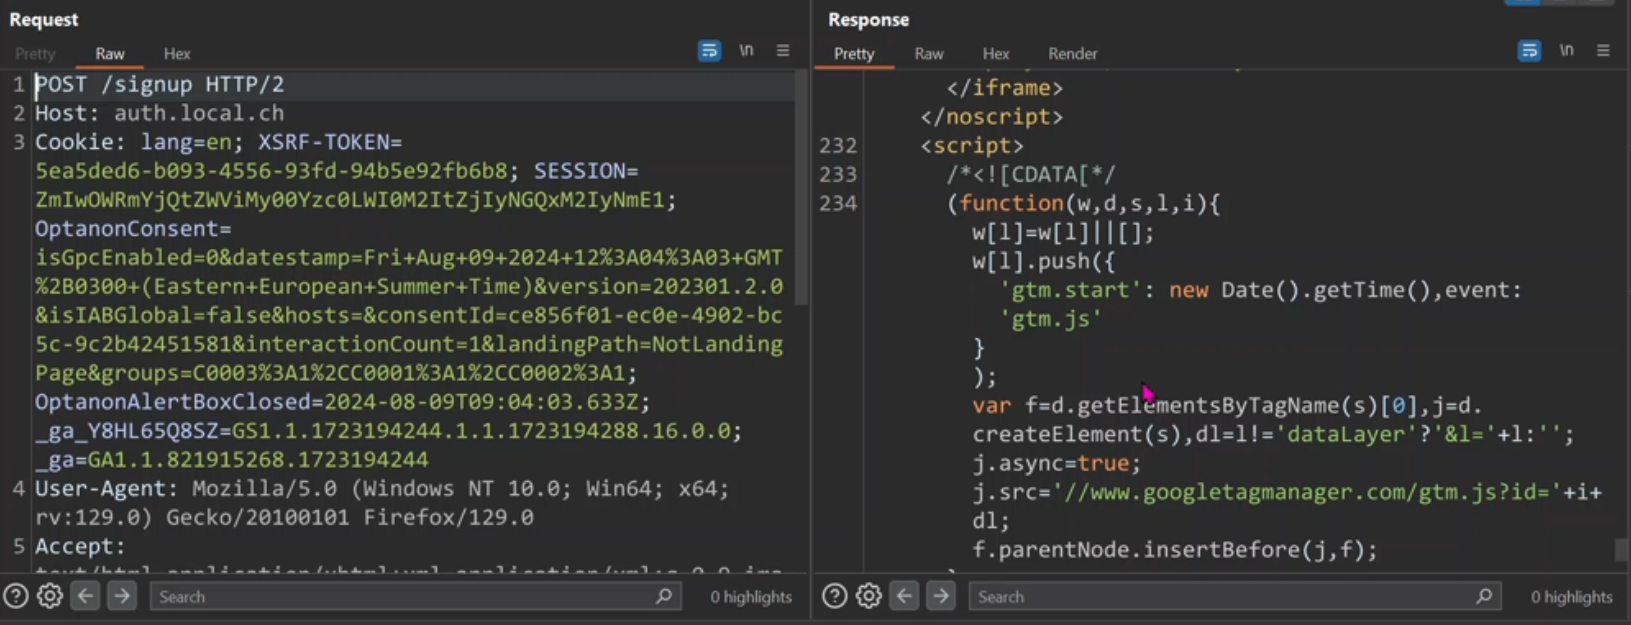 Request
Pretty Raw Hex
\n
1 POST /signup HTTP/2
2 Host: auth.local.ch
3 Cookie: lang=en; XSRF-TOKEN=
5ea5ded6-b093-4556-93fd-94b5e92fb6b8; SESSION=
ZmIwOWRmYjQtZWViMy00Yzc0LWI0M2ItZjIyNGQxM2IyNmE1;
OptanonConsent=
isGpcEnabled=0&datestamp=Fri+Aug+09+2024+12%3A04%3A03+GMT
%2B0300+(Eastern+European+Summer+Time)&version=202301.2.0
&isIABGlobal=false&hosts=&consentId=ce856f01-ec0e-4902-bc
5c-9c2b42451581&interactionCount=1&landingPath=NotLanding
Page&groups=C0003%3A1%2CC0001%3A1%2CC0002%3A1;
OptanonAlertBoxClosed=2024-08-09T09:04:03.633Z;
_ga_Y8HL65Q8SZ=GS1.1.1723194244.1.1.1723194288.16.0.0;
_ga=GA1.1.821915268.1723194244
4 User-Agent: Mozilla/5.0 (Windows NT 10.0; Win64; x64;
rv:129.0) Gecko/20100101 Firefox/129.0
5 Accept:
Search
0 highlights
Response
Pretty Raw Hex Render
\n
</iframe>
</noscript>
232 <script>
233 /*<![CDATA[*/
234 (function(w,d,s,l,i){
w[l]=w[l]||[];
w[l].push({
'gtm.start': new Date().getTime(),event:
'gtm.js'
}
);
var f=d.getElementsByTagName(s)[0],j=d.
createElement(s),dl=l!='dataLayer'?'&l='+l:'';
j.async=true;
j.src='//www.googletagmanager.com/gtm.js?id='+i+
dl;
f.parentNode.insertBefore(j,f);
Search
0 highlights